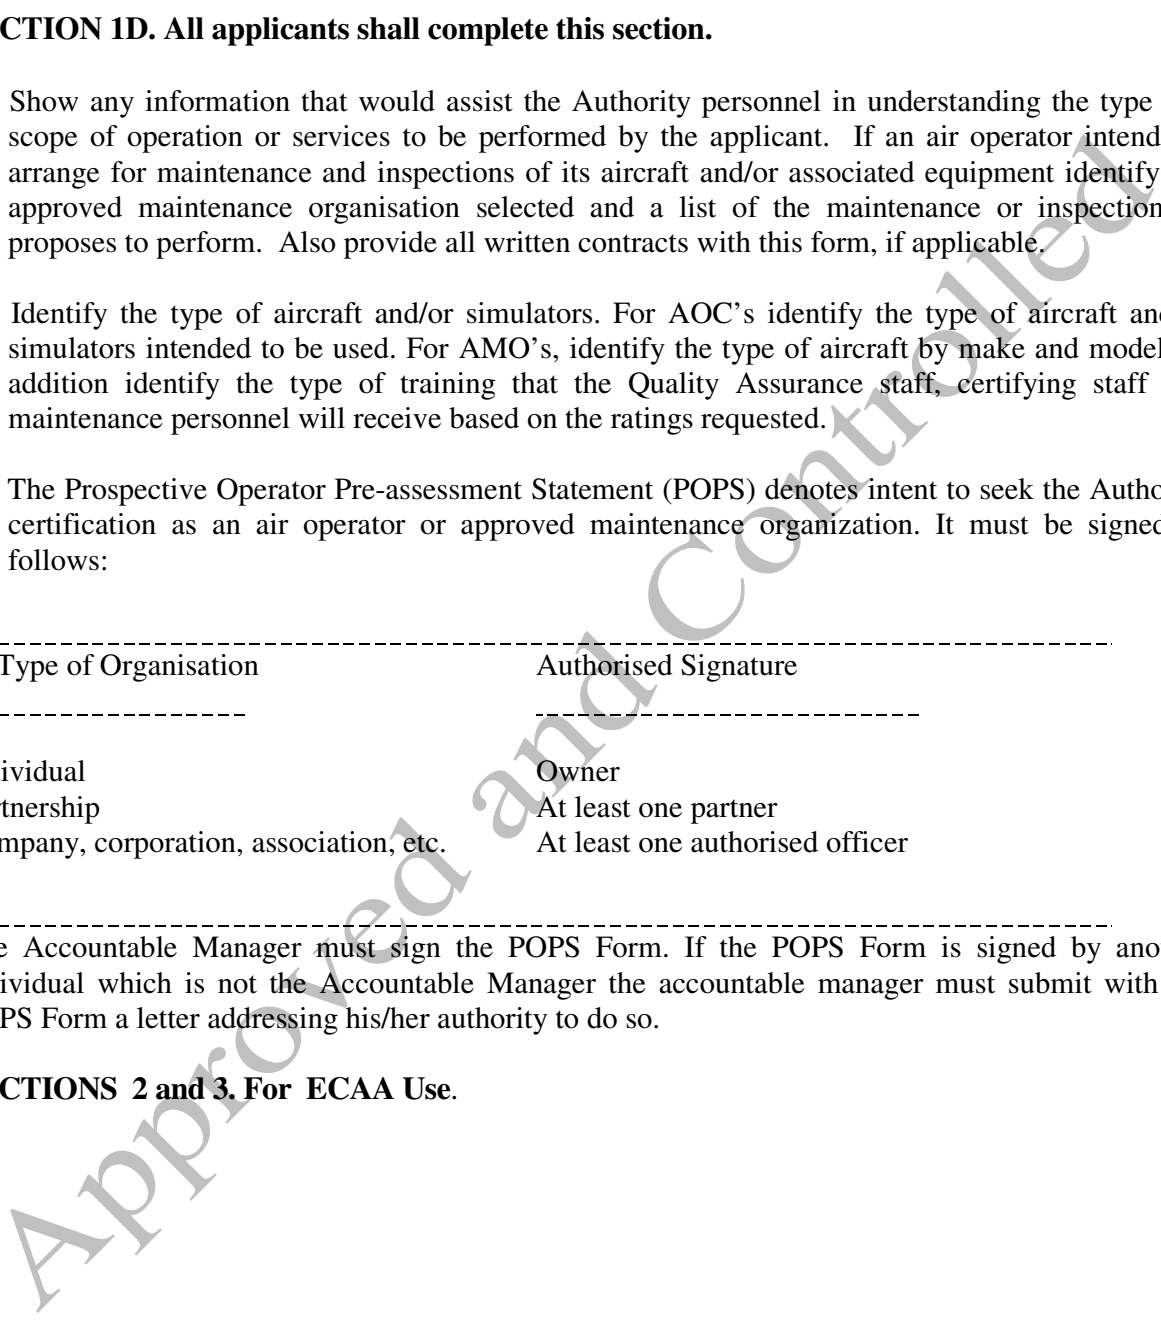 CTION 1D. All applicants shall complete this section.
Show any information that would assist the Authority personnel in understanding the type
scope of operation or services to be performed by the applicant. If an air operator intend
arrange for maintenance and inspections of its aircraft and/or associated equipment identify
approved maintenance organisation selected and a list of the maintenance or inspection
proposes to perform. Also provide all written contracts with this form, if applicable.
Identify the type of aircraft and/or simulators. For AOC's identify the type of aircraft and
simulators intended to be used. For AMO's, identify the type of aircraft by make and model
addition identify the type of training that the Quality Assurance staff, certifying staff
maintenance personnel will receive based on the ratings requested.
The Prospective Operator Pre-assessment Statement (POPS) denotes intent to seek the Autho
certification as an air operator or approved maintenance organization. It must be signed
follows:
Type of Organisation Authorised Signature
ividual Owner
tnership At least one partner
mpany, corporation, association, etc. At least one authorised officer
e Accountable Manager must sign the POPS Form. If the POPS Form is signed by ano
ividual which is not the Accountable Manager the accountable manager must submit with
PS Form a letter addressing his/her authority to do so.
CTIONS 2 and 3. For ECAA Use.
Approved and Controlled